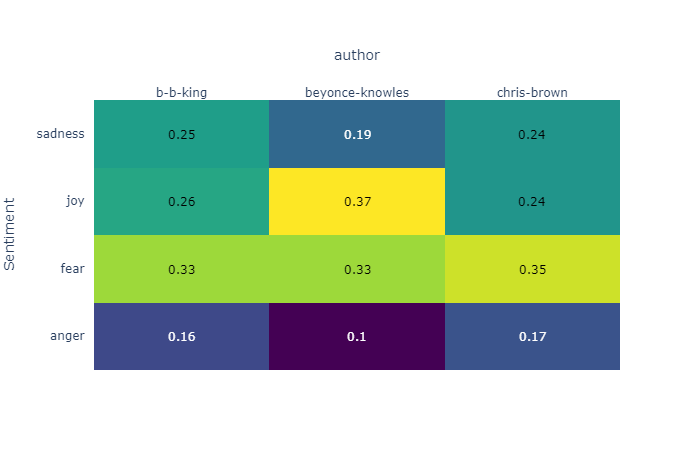 author
b-b-king beyonce-knowles chris-brown
Sentiment
sadness 0.25 0.19 0.24
joy 0.26 0.37 0.24
fear 0.33 0.33 0.35
anger 0.16 0.1 0.17